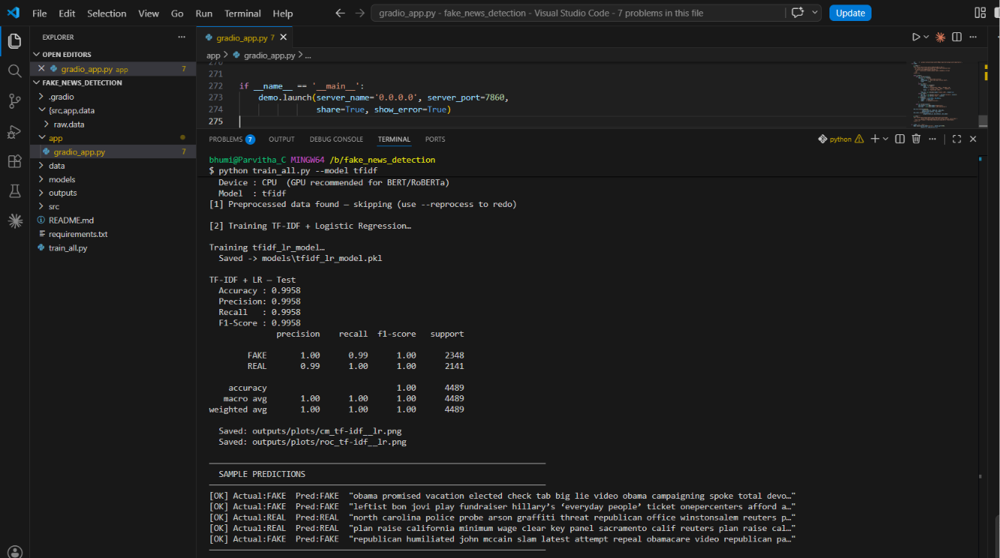 File Edit Selection View Go Run Terminal Help
gradio_app.py - fake_news_detection - Visual Studio Code - 7 problems in this file
Update
EXPLORER
OPEN EDITORS
gradio_app.py app 7
FAKE_NEWS_DETECTION
.gradio
{src,app,data
raw,data
app
gradio_app.py 7
data
models
outputs
src
README.md
requirements.txt
train_all.py
gradio_app.py 7
app > gradio_app.py > ...
270
271
272 if __name__ == '__main__':
273 demo.launch(server_name='0.0.0.0', server_port=7860,
274 share=True, show_error=True)
275
PROBLEMS 7 OUTPUT DEBUG CONSOLE TERMINAL PORTS
python
bhumi@Parvitha_C MINGW64 /b/fake_news_detection
$ python train_all.py --model tfidf
Device : CPU (GPU recommended for BERT/RoBERTa)
Model : tfidf
[1] Preprocessed data found — skipping (use --reprocess to redo)
[2] Training TF-IDF + Logistic Regression…
Training tfidf_lr_model…
Saved -> models\tfidf_lr_model.pkl
TF-IDF + LR — Test
Accuracy : 0.9958
Precision: 0.9958
Recall : 0.9958
F1-Score : 0.9958
precision recall f1-score support
FAKE 1.00 0.99 1.00 2348
REAL 0.99 1.00 1.00 2141
accuracy 1.00 4489
macro avg 1.00 1.00 1.00 4489
weighted avg 1.00 1.00 1.00 4489
Saved: outputs/plots/cm_tf-idf__lr.png
Saved: outputs/plots/roc_tf-idf__lr.png
SAMPLE PREDICTIONS
[OK] Actual:FAKE Pred:FAKE "obama promised vacation elected check tab big lie video obama campaigning spoke total devo…"
[OK] Actual:FAKE Pred:FAKE "leftist bon jovi play fundraiser hillary’s ‘everyday people’ ticket onepercenters afford a…"
[OK] Actual:REAL Pred:REAL "north carolina police probe arson graffiti threat republican office winstonsalem reuters p…"
[OK] Actual:REAL Pred:REAL "plan raise california minimum wage clear key panel sacramento calif reuters plan raise cal…"
[OK] Actual:FAKE Pred:FAKE "republican humiliated john mccain slam latest attempt repeal obamacare video republican pa…"